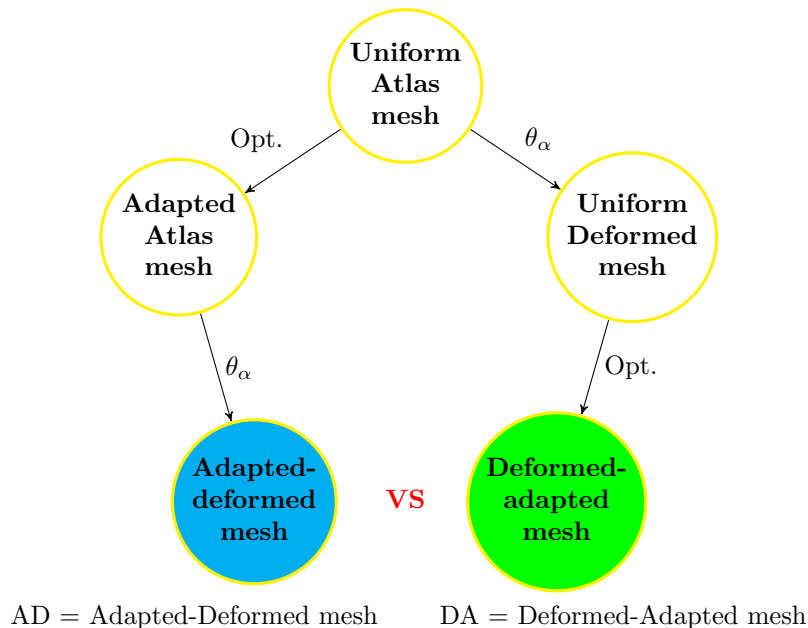 Uniform
Atlas
mesh
Opt.
θα
Adapted
Atlas
mesh
Uniform
Deformed
mesh
θα
Opt.
Adapted-
deformed
mesh
VS
Deformed-
adapted
mesh
AD = Adapted-Deformed mesh
DA = Deformed-Adapted mesh